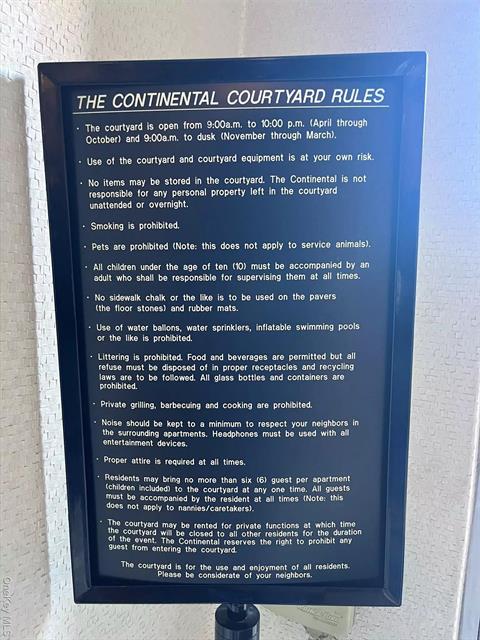 THE CONTINENTAL COURTYARD RULES
· The courtyard is open from 9:00a.m. to 10:00 p.m. (April through
October) and 9:00a.m. to dusk (November through March).
· Use of the courtyard and courtyard equipment is at your own risk.
· No items may be stored in the courtyard. The Continental is not
responsible for any personal property left in the courtyard
unattended or overnight.
· Smoking is prohibited.
· Pets are prohibited (Note: this does not apply to service animals).
· All children under the age of ten (10) must be accompanied by an
adult who shall be responsible for supervising them at all times.
· No sidewalk chalk or the like is to be used on the pavers
(the floor stones) and rubber mats.
· Use of water ballons, water sprinklers, inflatable swimming pools
or the like is prohibited.
· Littering is prohibited. Food and beverages are permitted but all
refuse must be disposed of in proper receptacles and recycling
laws are to be followed. All glass bottles and containers are
prohibited.
· Private grilling, barbecuing and cooking are prohibited.
· Noise should be kept to a minimum to respect your neighbors in
the surrounding apartments. Headphones must be used with all
entertainment devices.
· Proper attire is required at all times.
· Residents may bring no more than six (6) guest per apartment
(children included) to the courtyard at any one time. All guests
must be accompanied by the resident at all times (Note: this
does not apply to nannies/caretakers).
· The courtyard may be rented for private functions at which time
the courtyard will be closed to all other residents for the duration
of the event. The Continental reserves the right to prohibit any
guest from entering the courtyard.
The courtyard is for the use and enjoyment of all residents.
Please be considerate of your neighbors.
OneKey MLS